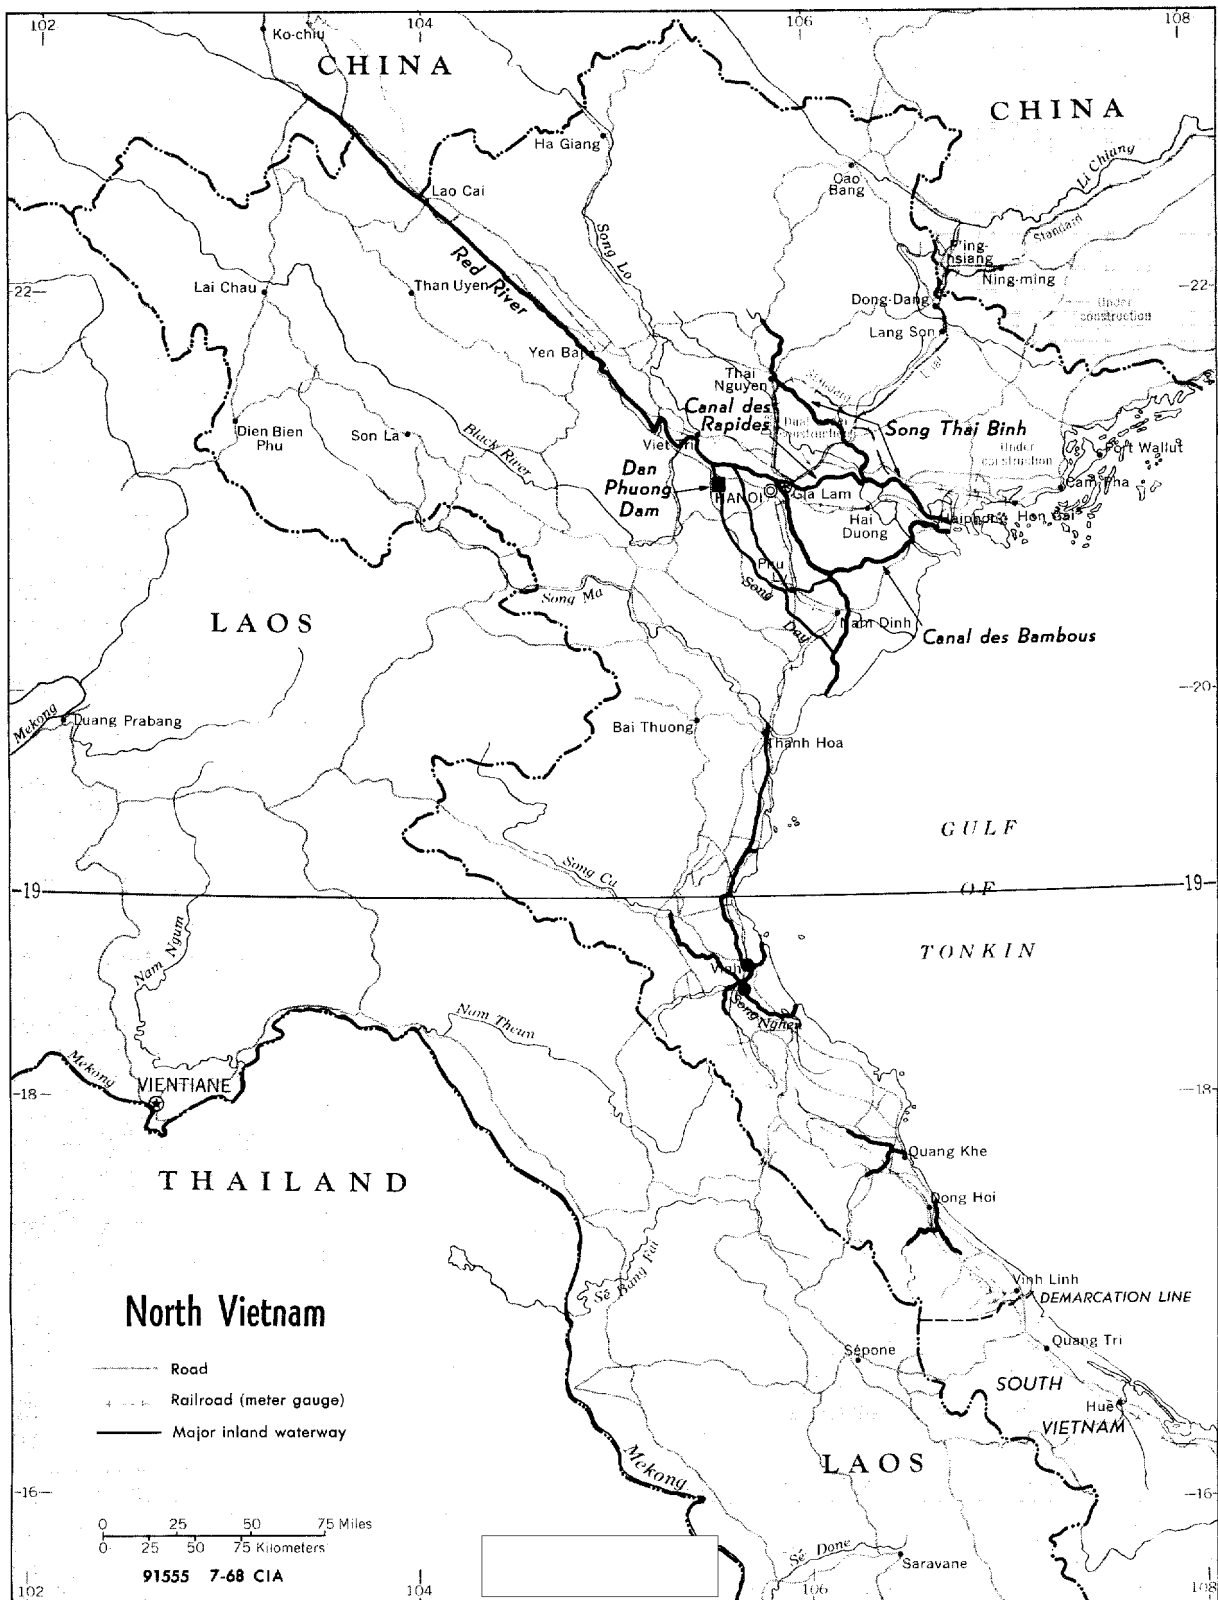 102
104
106
108
Ko-chiu
CHINA
CHINA
Ha Giang
Li Chiang
Cao
Bang
Lao Cai
Standard
Song Lo
P'ing-
hsiang
Ning-ming
Red River
Lai Chau
Than Uyen
22
22
Dong-Dang
Under
construction
Lang Son
Yen Bai
Thai
Nguyen
Canal des
Rapides
Song Thai Binh
Dien Bien
Phu
Son La
Black River
Viet Tri
Under
construction
Port Wallut
Dan
Phuong
Dam
HANOI
Gia Lam
Cam Pha
Hai
Duong
Haiphong
Hon Gai
Phu
Ly
Song
Day
Song Ma
LAOS
Nam Dinh
Canal des Bambous
20
Mekong
Luang Prabang
Bai Thuong
Thanh Hoa
GULF
OF
TONKIN
Song Ca
19
19
Nam Ngum
Vinh
Song
Nghen
Nam Theun
Mekong
VIENTIANE
18
18
THAILAND
Quang Khe
Dong Hoi
Se Bang Fai
Vinh Linh
DEMARCATION LINE
North Vietnam
Quang Tri
Sépone
Road
Railroad (meter gauge)
Major inland waterway
SOUTH
VIETNAM
Hue
Mekong
LAOS
16
16
0 25 50 75 Miles
0 25 50 75 Kilometers
91555 7-68 CIA
Sé Done
Saravane
102
104
106
108